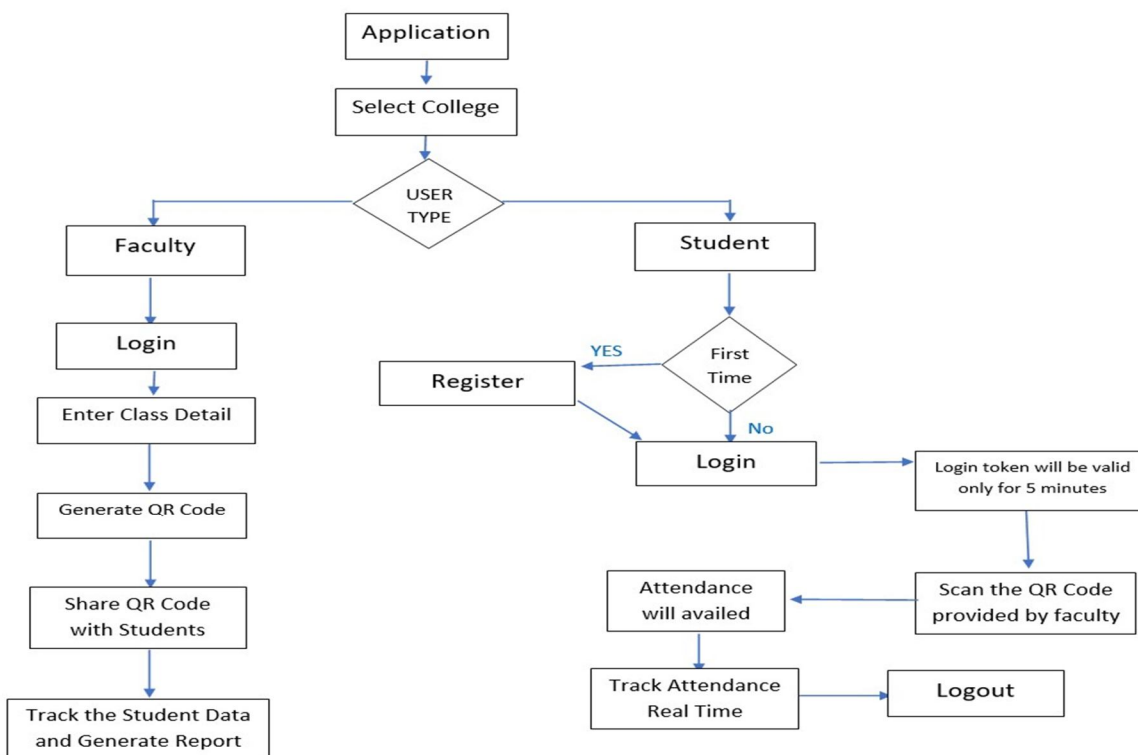 Application
Select College
USER
TYPE
Faculty
Student
Login
First
Time
YES
Register
No
Enter Class Detail
Login
Login token will be valid
only for 5 minutes
Generate QR Code
Share QR Code
with Students
Attendance
will availed
Scan the QR Code
provided by faculty
Track the Student Data
and Generate Report
Track Attendance
Real Time
Logout